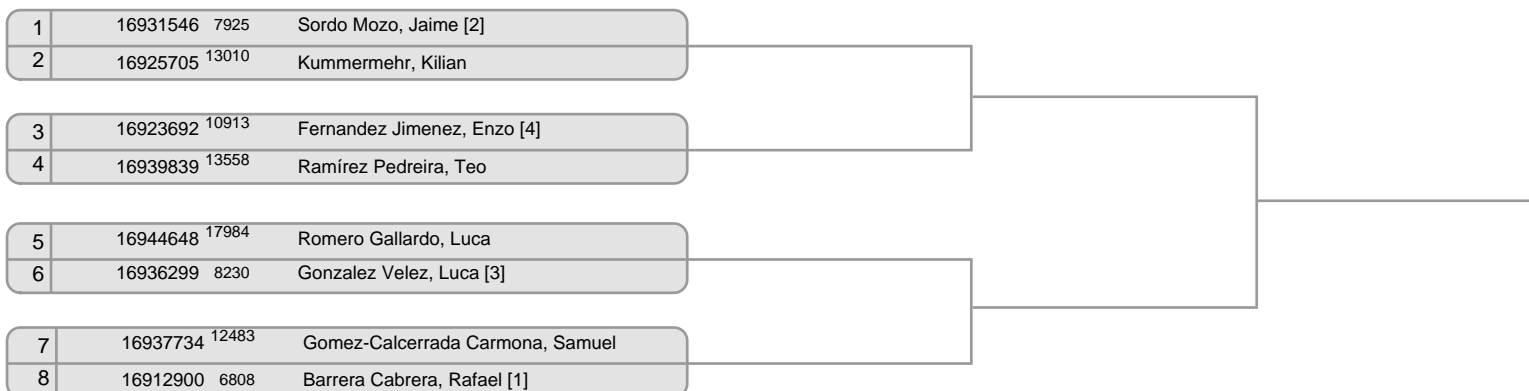 1 16931546 7925 Sordo Mozo, Jaime [2]
2 16925705 13010 Kummermehr, Kilian
3 16923692 10913 Fernandez Jimenez, Enzo [4]
4 16939839 13558 Ramírez Pedreira, Teo
5 16944648 17984 Romero Gallardo, Luca
6 16936299 8230 Gonzalez Velez, Luca [3]
7 16937734 12483 Gomez-Calcerrada Carmona, Samuel
8 16912900 6808 Barrera Cabrera, Rafael [1]